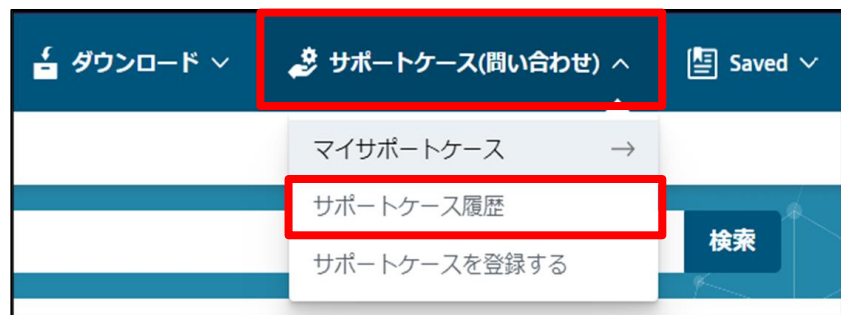 ダウンロード サポートケース(問い合わせ) Saved
マイサポートケース →
サポートケース履歴
検索
サポートケースを登録する